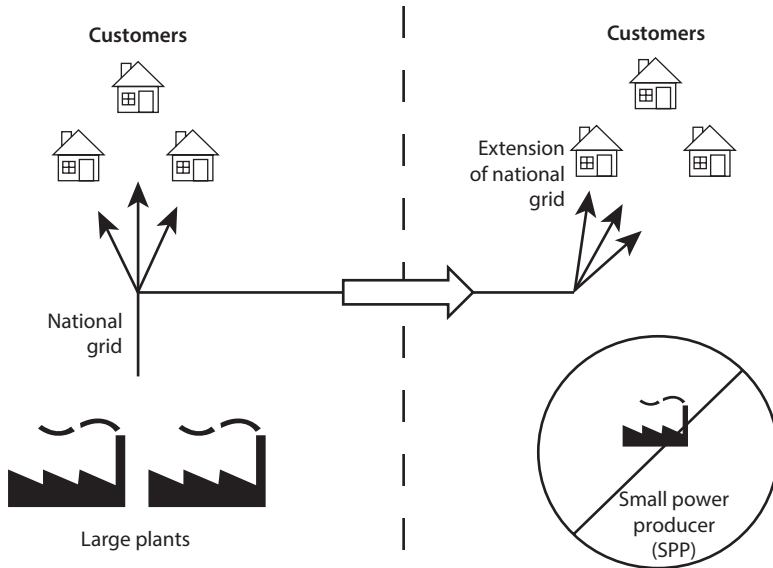 Customers
National
grid
Large plants
Customers
Extension
of national
grid
Small power
producer
(SPP)